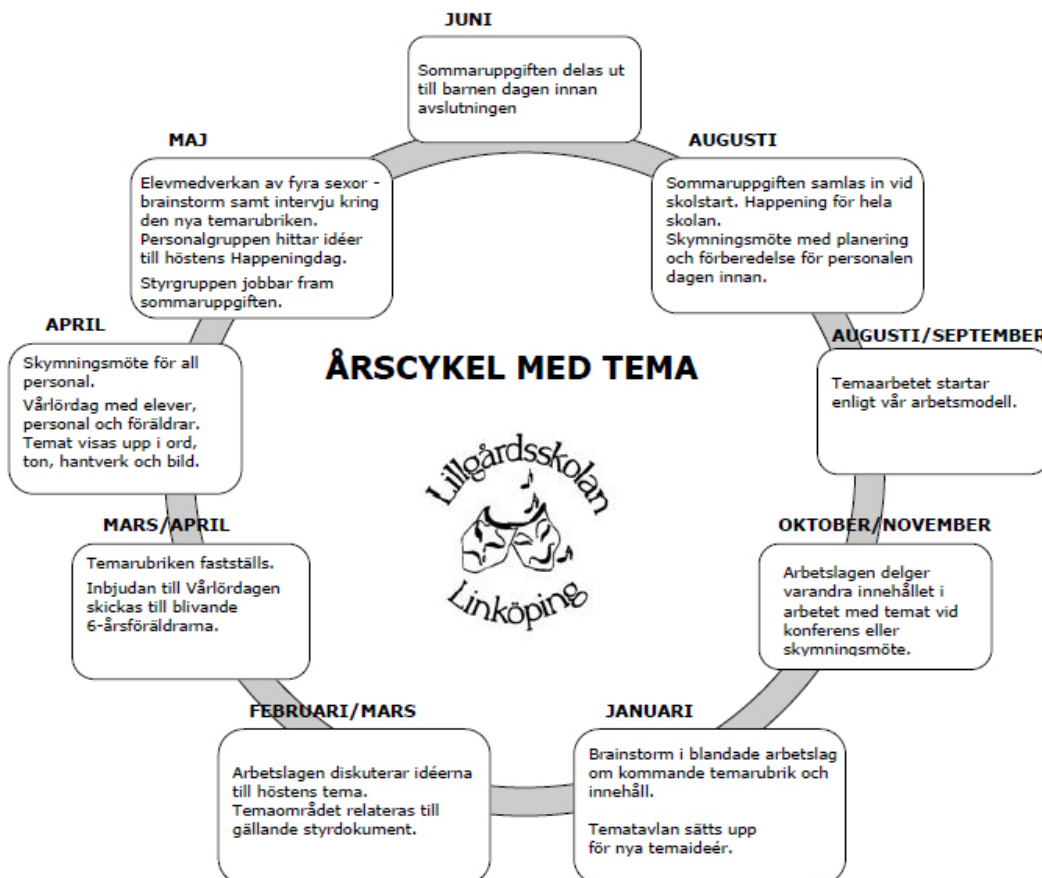 JUNI
Sommaruppgiften delas ut
till barnen dagen innan
avslutningen
AUGUSTI
Sommaruppgiften samlas in vid
skolstart. Happening för hela
skolan.
Skymningsmöte med planering
och förberedelse för personalen
dagen innan.
AUGUSTI/SEPTEMBER
Temaarbetet startar
enligt vår arbetsmodell.
OKTOBER/NOVEMBER
Arbetslagen delger
varandra innehållet i
arbetet med temat vid
konferens eller
skymningsmöte.
JANUARI
Brainstorm i blandade arbetslag
om kommande temarubrik och
innehåll.
Tematavlan sätts upp
för nya temaideér.
FEBRUARI/MARS
Arbetslagen diskuterar idéerna
till höstens tema.
Temaområdet relateras till
gällande styrdokument.
MARS/APRIL
Temarubriken fastställs.
Inbjudan till Vårlördagen
skickas till blivande
6-årsföräldrarna.
APRIL
Skymningsmöte för all
personal.
Vårlördag med elever,
personal och föräldrar.
Temat visas upp i ord,
ton, hantverk och bild.
MAJ
Elevmedverkan av fyra sexor -
brainstorm samt intervju kring
den nya temarubriken.
Personalgruppen hittar idéer
till höstens Happeningdag.
Styrgruppen jobbar fram
sommaruppgiften.
ÅRSCYKEL MED TEMA
Lillgårdsskolan
Linköping